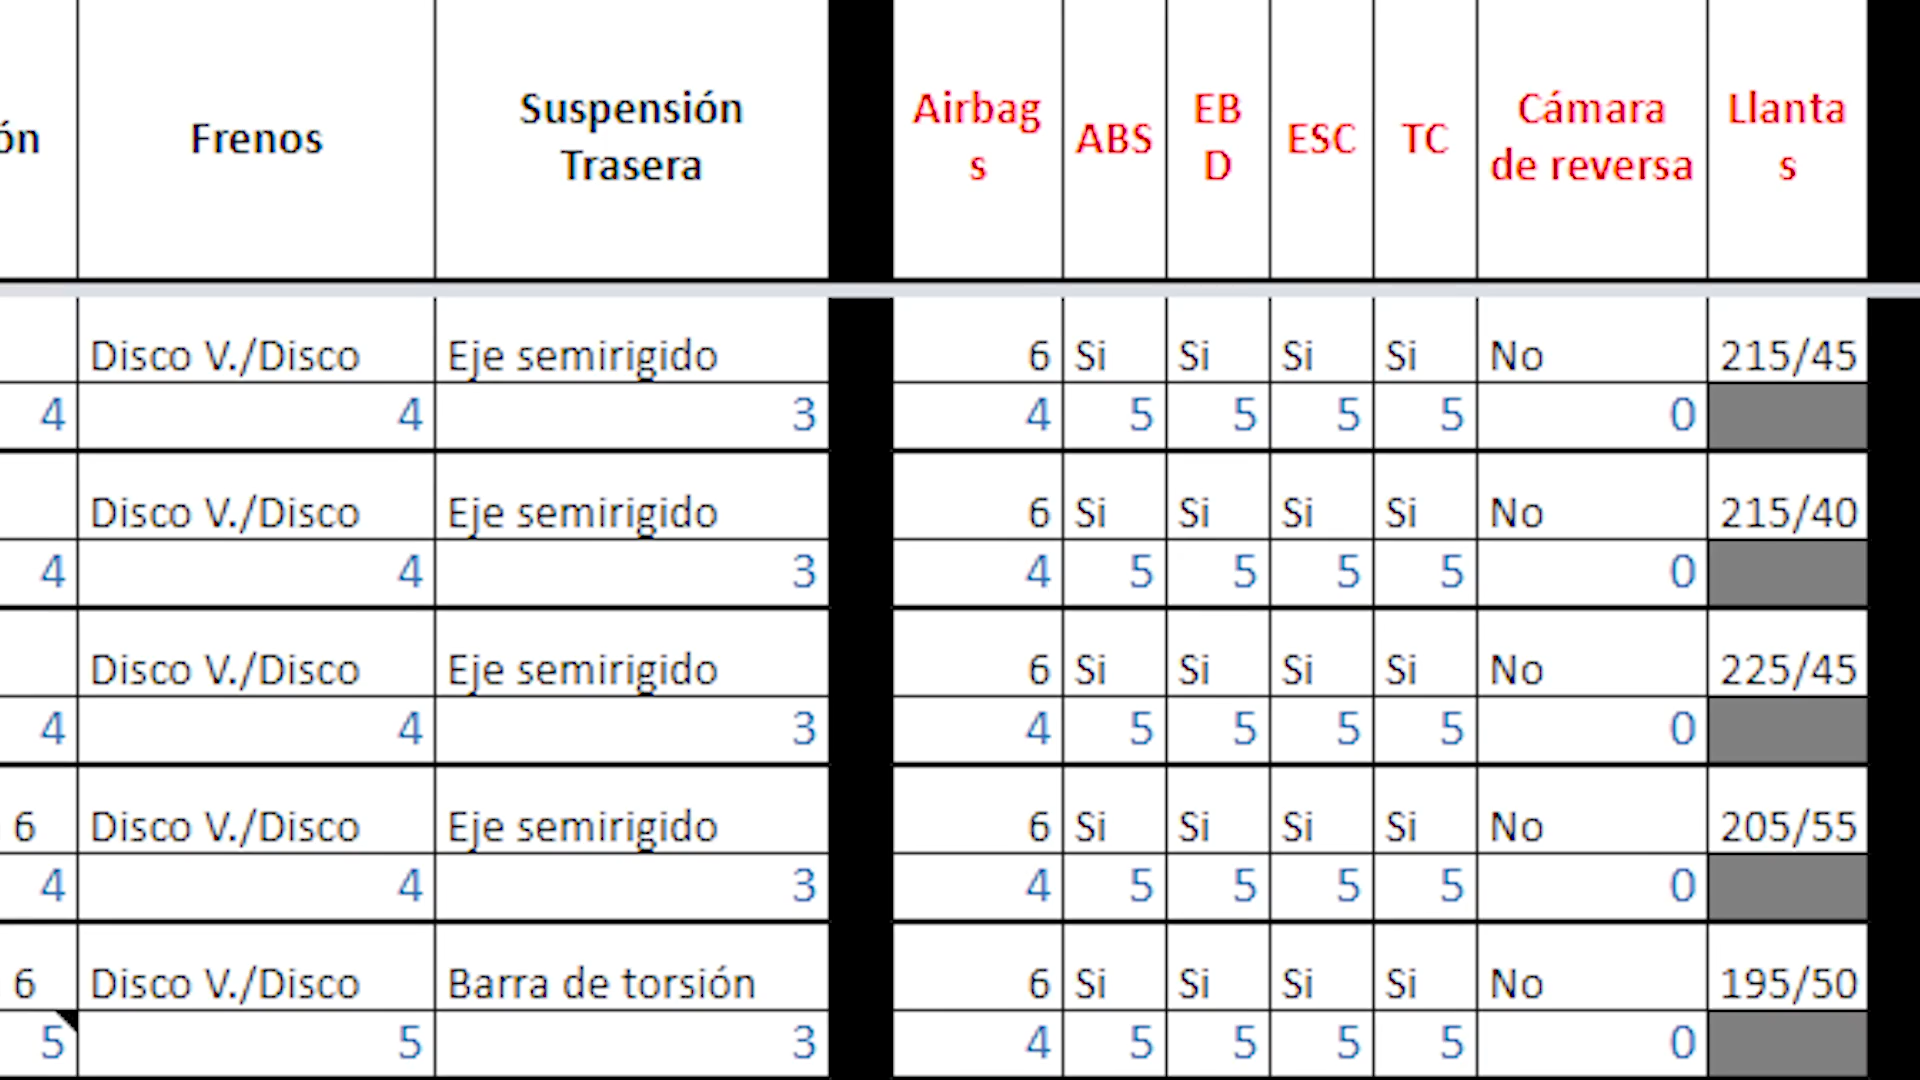 ón Frenos Suspensión Trasera Airbags ABS EBD ESC TC Cámara de reversa Llantas
Disco V./Disco Eje semirigido 6 Si Si Si Si No 215/45
4 4 3 4 5 5 5 5 0
Disco V./Disco Eje semirigido 6 Si Si Si Si No 215/40
4 4 3 4 5 5 5 5 0
Disco V./Disco Eje semirigido 6 Si Si Si Si No 225/45
4 4 3 4 5 5 5 5 0
6 Disco V./Disco Eje semirigido 6 Si Si Si Si No 205/55
4 4 3 4 5 5 5 5 0
6 Disco V./Disco Barra de torsión 6 Si Si Si Si No 195/50
5 5 3 4 5 5 5 5 0